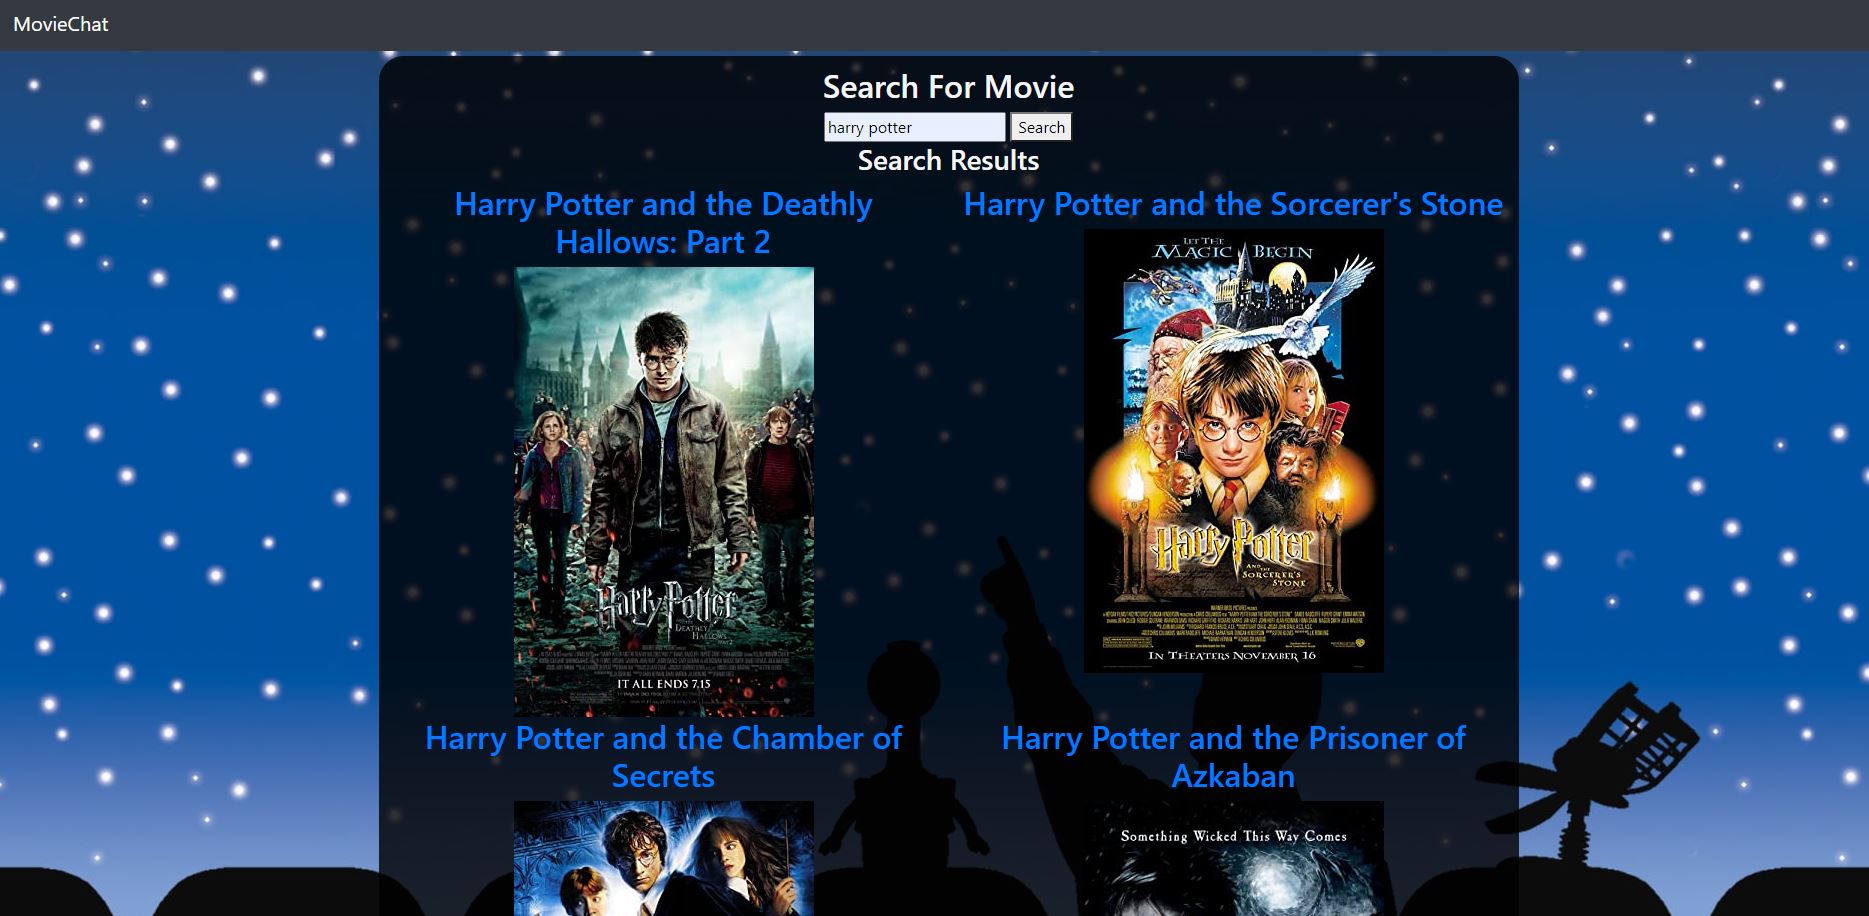 MovieChat
Search For Movie
harry potter
Search
Search Results
Harry Potter and the Deathly
Hallows: Part 2
Harry Potter and the Sorcerer's Stone
LET THE
MAGIC BEGIN
Harry Potter
AND THE
DEATHLY
HALLOWS
IT ALL ENDS 7.15
Harry Potter
AND THE
SORCERER'S
STONE
IN THEATERS NOVEMBER 16
Harry Potter and the Chamber of
Secrets
Harry Potter and the Prisoner of
Azkaban
Something Wicked This Way Comes